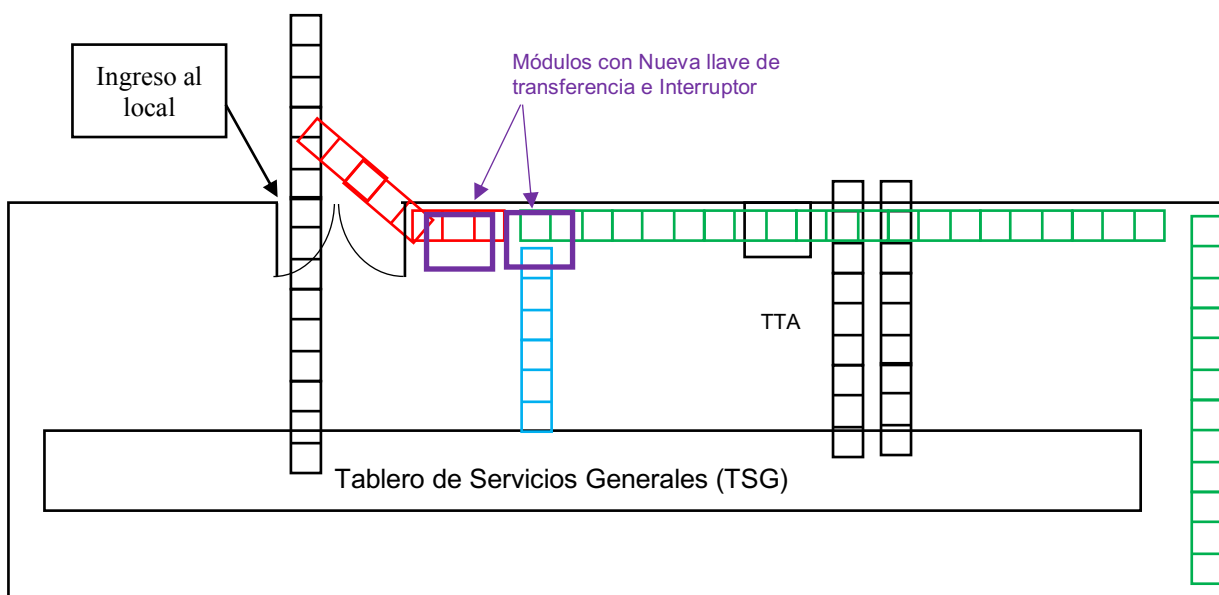 Ingreso al
local
Módulos con Nueva llave de
transferencia e Interruptor
TTA
Tablero de Servicios Generales (TSG)